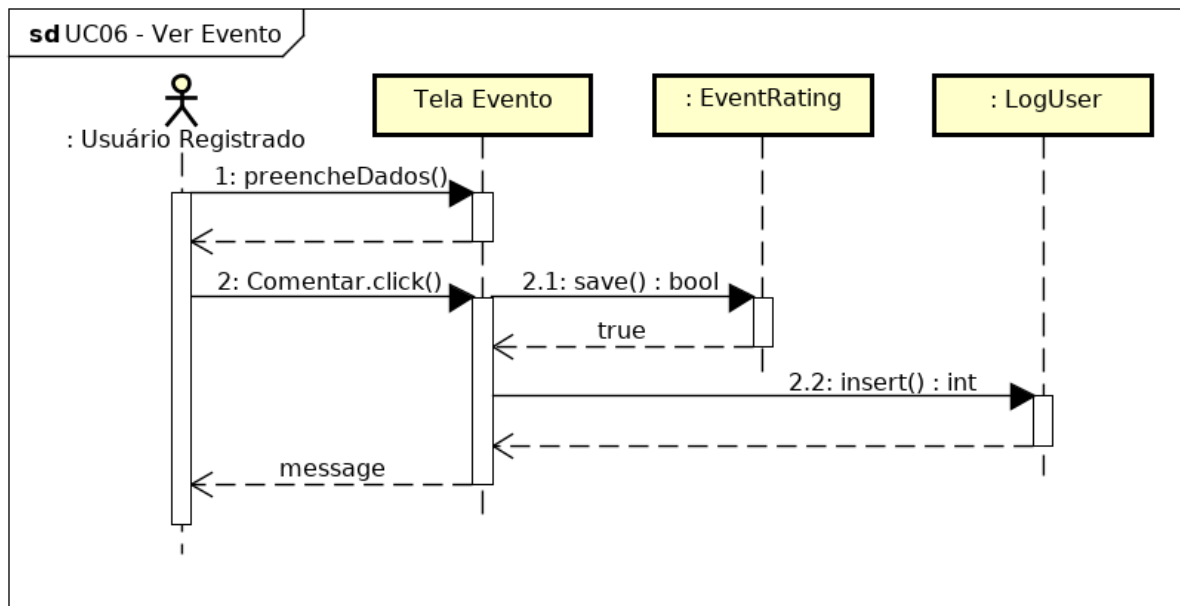 sd UC06 - Ver Evento
: Usuário Registrado
Tela Evento
: EventRating
: LogUser
1: preencheDados()
2: Comentar.click()
2.1: save() : bool
true
2.2: insert() : int
message